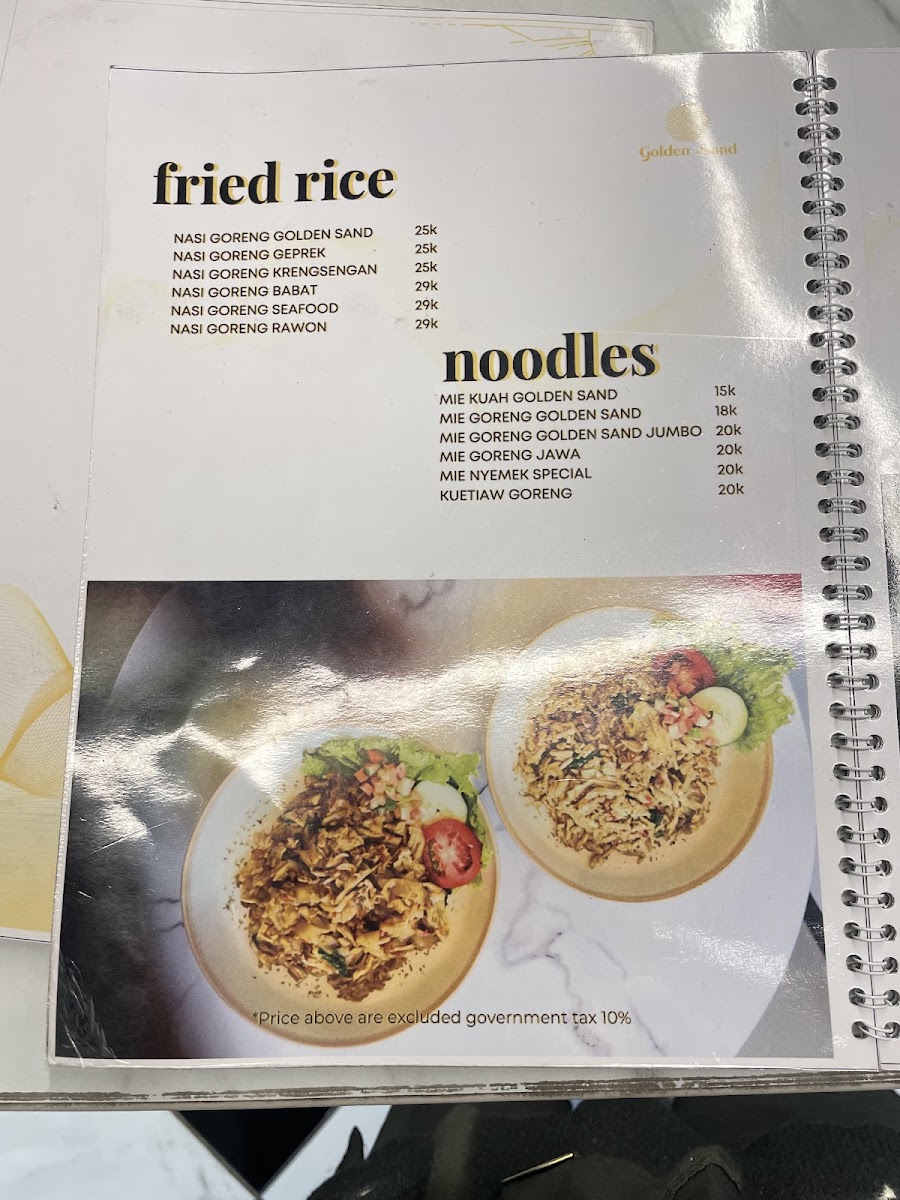 Golden Sand
fried rice
NASI GORENG GOLDEN SAND 25k
NASI GORENG GEPREK 25k
NASI GORENG KRENGSENGAN 25k
NASI GORENG BABAT 29k
NASI GORENG SEAFOOD 29k
NASI GORENG RAWON 29k
noodles
MIE KUAH GOLDEN SAND 15k
MIE GORENG GOLDEN SAND 18k
MIE GORENG GOLDEN SAND JUMBO 20k
MIE GORENG JAWA 20k
MIE NYEMEK SPECIAL 20k
KUETIAW GORENG 20k
*Price above are excluded government tax 10%